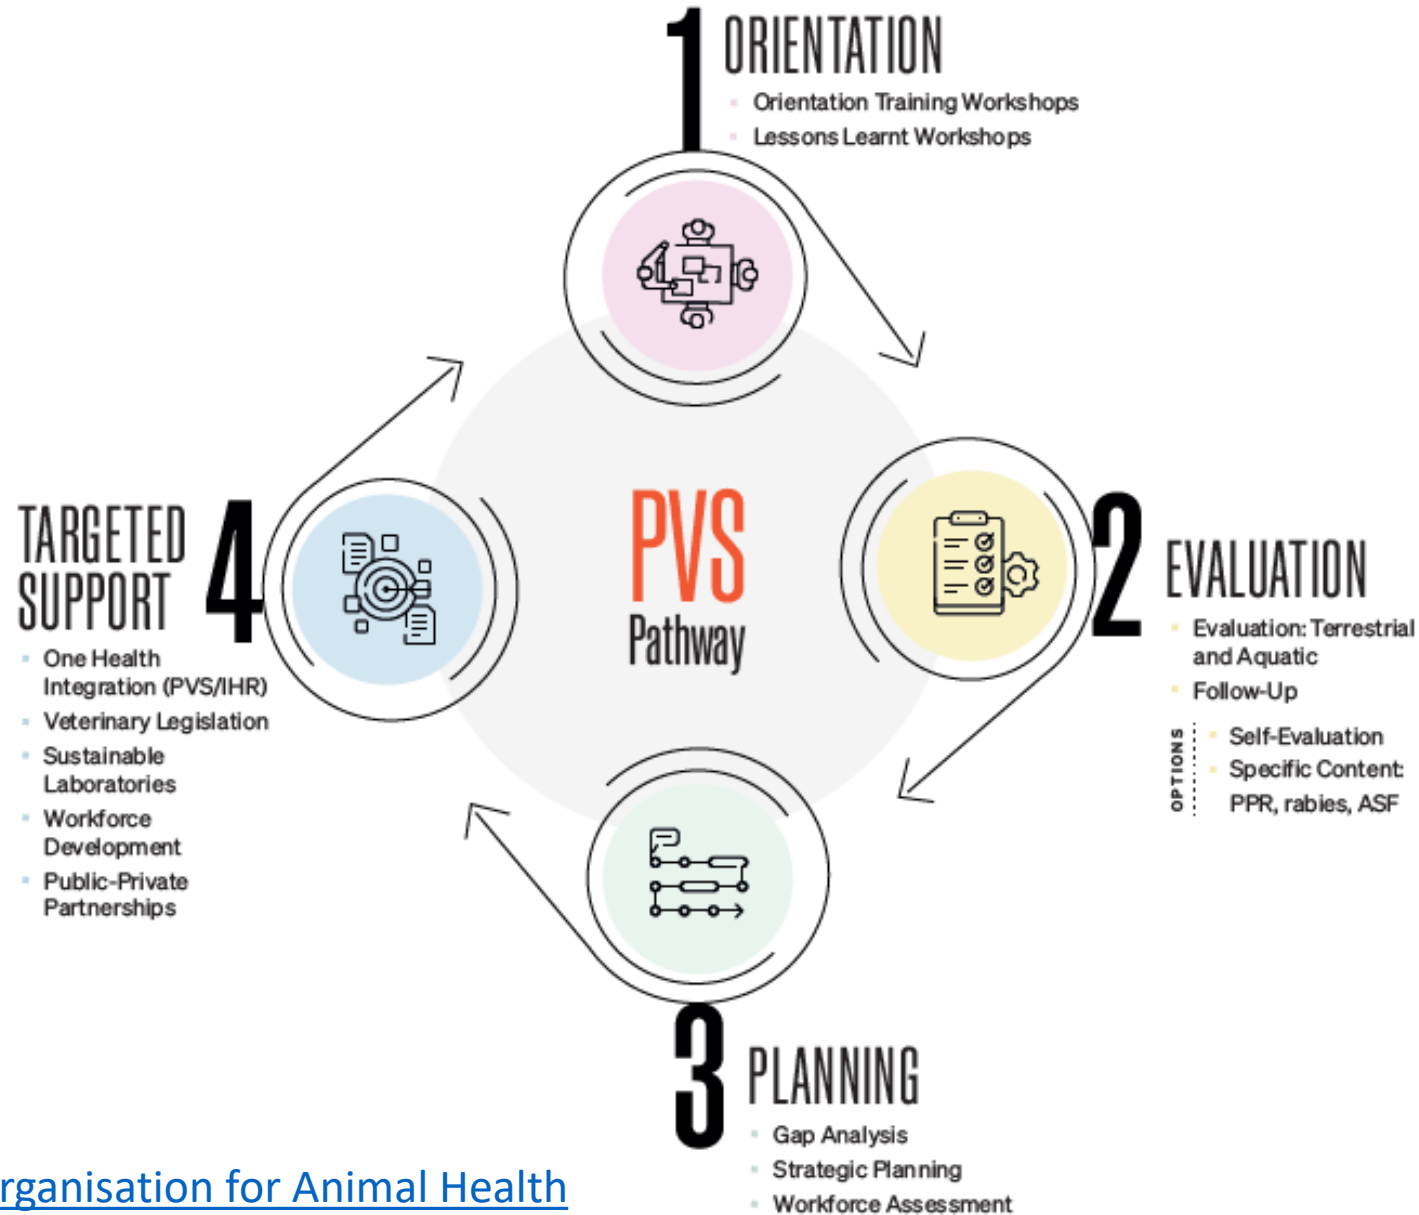 1 ORIENTATION
Orientation Training Workshops
Lessons Learnt Workshops
PVS
Pathway
2 EVALUATION
Evaluation: Terrestrial
and Aquatic
Follow-Up
OPTIONS
Self-Evaluation
Specific Content:
PPR, rabies, ASF
3 PLANNING
Gap Analysis
Strategic Planning
Workforce Assessment
TARGETED
SUPPORT
4
One Health
Integration (PVS/IHR)
Veterinary Legislation
Sustainable
Laboratories
Workforce
Development
Public-Private
Partnerships
rganisation for Animal Health